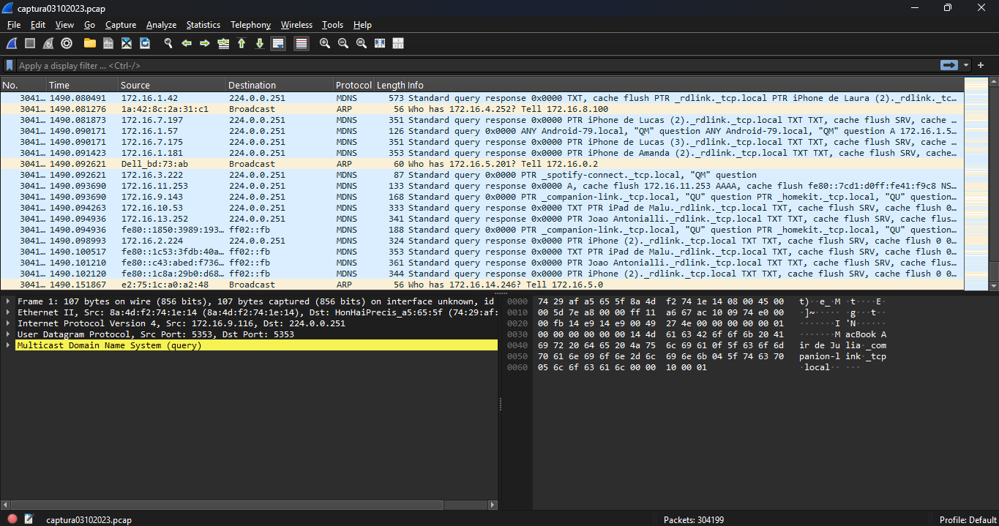 captura03102023.pcap
File Edit View Go Capture Analyze Statistics Telephony Wireless Tools Help
Apply a display filter ... <Ctrl-/>
No. Time Source Destination Protocol Length Info
3041… 1490.080491 172.16.1.42 224.0.0.251 MDNS 573 Standard query response 0x0000 TXT, cache flush PTR _rdlink._tcp.local PTR iPhone de Laura (2)._rdlink._tc…
3041… 1490.081276 1a:42:8c:2a:31:c1 Broadcast ARP 56 Who has 172.16.4.252? Tell 172.16.8.100
3041… 1490.081873 172.16.7.197 224.0.0.251 MDNS 351 Standard query response 0x0000 PTR iPhone de Lucas (2)._rdlink._tcp.local TXT TXT, cache flush SRV, cache …
3041… 1490.090171 172.16.1.57 224.0.0.251 MDNS 126 Standard query 0x0000 ANY Android-79.local, "QM" question ANY Android-79.local, "QM" question A 172.16.1.5…
3041… 1490.090171 172.16.7.175 224.0.0.251 MDNS 351 Standard query response 0x0000 PTR iPhone de Lucas (3)._rdlink._tcp.local TXT TXT, cache flush SRV, cache …
3041… 1490.091423 172.16.1.181 224.0.0.251 MDNS 353 Standard query response 0x0000 PTR iPhone de Amanda (2)._rdlink._tcp.local TXT TXT, cache flush SRV, cache…
3041… 1490.092621 Dell_bd:73:ab Broadcast ARP 60 Who has 172.16.5.201? Tell 172.16.0.2
3041… 1490.092621 172.16.3.222 224.0.0.251 MDNS 87 Standard query 0x0000 PTR _spotify-connect._tcp.local, "QM" question
3041… 1490.093690 172.16.11.253 224.0.0.251 MDNS 133 Standard query response 0x0000 A, cache flush 172.16.11.253 AAAA, cache flush fe80::7cd1:d0ff:fe41:f9c8 NS…
3041… 1490.093690 172.16.9.143 224.0.0.251 MDNS 168 Standard query 0x0000 PTR _companion-link._tcp.local, "QU" question PTR _homekit._tcp.local, "QU" question…
3041… 1490.094263 172.16.10.53 224.0.0.251 MDNS 333 Standard query response 0x0000 TXT PTR iPad de Malu._rdlink._tcp.local TXT, cache flush SRV, cache flush 0…
3041… 1490.094936 172.16.13.252 224.0.0.251 MDNS 341 Standard query response 0x0000 PTR Joao Antonialli._rdlink._tcp.local TXT TXT, cache flush SRV, cache flus…
3041… 1490.094936 fe80::1850:3989:193… ff02::fb MDNS 188 Standard query 0x0000 PTR _companion-link._tcp.local, "QU" question PTR _homekit._tcp.local, "QU" question…
3041… 1490.098993 172.16.2.224 224.0.0.251 MDNS 324 Standard query response 0x0000 PTR iPhone (2)._rdlink._tcp.local TXT TXT, cache flush SRV, cache flush 0 0…
3041… 1490.100517 fe80::1c53:3fdb:40a… ff02::fb MDNS 353 Standard query response 0x0000 TXT PTR iPad de Malu._rdlink._tcp.local TXT, cache flush SRV, cache flush 0…
3041… 1490.101210 fe80::c43:abed:f736… ff02::fb MDNS 361 Standard query response 0x0000 PTR Joao Antonialli._rdlink._tcp.local TXT TXT, cache flush SRV, cache flus…
3041… 1490.102120 fe80::1c8a:29b0:d68… ff02::fb MDNS 344 Standard query response 0x0000 PTR iPhone (2)._rdlink._tcp.local TXT TXT, cache flush SRV, cache flush 0 0…
3041… 1490.151867 e2:75:1c:a0:a2:48 Broadcast ARP 56 Who has 172.16.14.246? Tell 172.16.5.0
Frame 1: 107 bytes on wire (856 bits), 107 bytes captured (856 bits) on interface unknown, id
Ethernet II, Src: 8a:4d:f2:74:1e:14 (8a:4d:f2:74:1e:14), Dst: HonHaiPrecis_a5:65:5f (74:29:af:
Internet Protocol Version 4, Src: 172.16.9.116, Dst: 224.0.0.251
User Datagram Protocol, Src Port: 5353, Dst Port: 5353
Multicast Domain Name System (query)
0000 74 29 af a5 65 5f 8a 4d f2 74 1e 14 08 00 45 00 t)··e_·M ·t····E·
0010 00 5d 7e a8 00 00 ff 11 a6 67 ac 10 09 74 e0 00 ·]~····· ·g···t··
0020 00 fb 14 e9 14 e9 00 49 27 4e 00 00 00 00 00 01 ·······I 'N······
0030 00 00 00 00 00 00 14 4d 61 63 42 6f 6f 6b 20 41 ·······M acBook A
0040 69 72 20 64 65 20 4a 75 6c 69 61 0f 5f 63 6f 6d ir de Ju lia·_com
0050 70 61 6e 69 6f 6e 2d 6c 69 6e 6b 04 5f 74 63 70 panion-l ink·_tcp
0060 05 6c 6f 63 61 6c 00 00 10 00 01 ·local·· ···
captura03102023.pcap Packets: 304199 Profile: Default